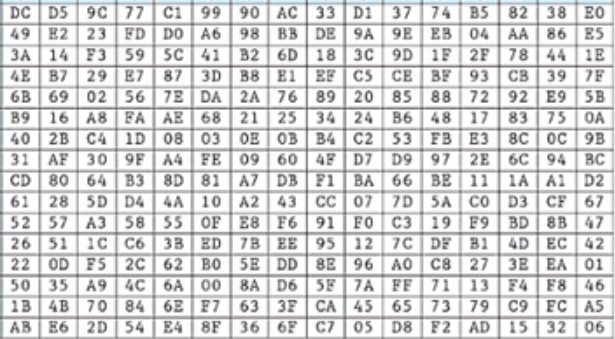 DC D5 9C 77 C1 99 90 AC 33 D1 37 74 B5 82 38 E0
49 E2 23 FD D0 A6 98 BB DE 9A 9E EB 04 AA 86 E5
3A 14 F3 59 5C 41 B2 6D 18 3C 9D 1F 2F 78 44 1E
4E B7 29 E7 87 3D B8 E1 EF C5 CE BF 93 CB 39 7F
6B 69 02 56 7E DA 2A 76 89 20 85 88 72 92 E9 5B
B9 16 A8 FA AE 68 21 25 34 24 B6 48 17 83 75 0A
40 2B C4 1D 08 03 0E 0B B4 C2 53 FB E3 8C 0C 9B
31 AF 30 9F A4 FE 09 60 4F D7 D9 97 2E 6C 94 BC
CD 80 64 B3 8D 81 A7 DB F1 BA 66 BE 11 1A A1 D2
61 28 5D D4 4A 10 A2 43 CC 07 7D 5A C0 D3 CF 67
52 57 A3 58 55 0F E8 F6 91 F0 C3 19 F9 BD 8B 47
26 51 1C C6 3B ED 7B EE 95 12 7C DF B1 4D EC 42
22 0D F5 2C 62 B0 5E DD 8E 96 A0 C8 27 3E EA 01
50 35 A9 4C 6A 00 8A D6 5F 7A FF 71 13 F4 F8 46
1B 4B 70 84 6E F7 63 3F CA 45 65 73 79 C9 FC A5
AB E6 2D 54 E4 8F 36 6F C7 05 D8 F2 AD 15 32 06